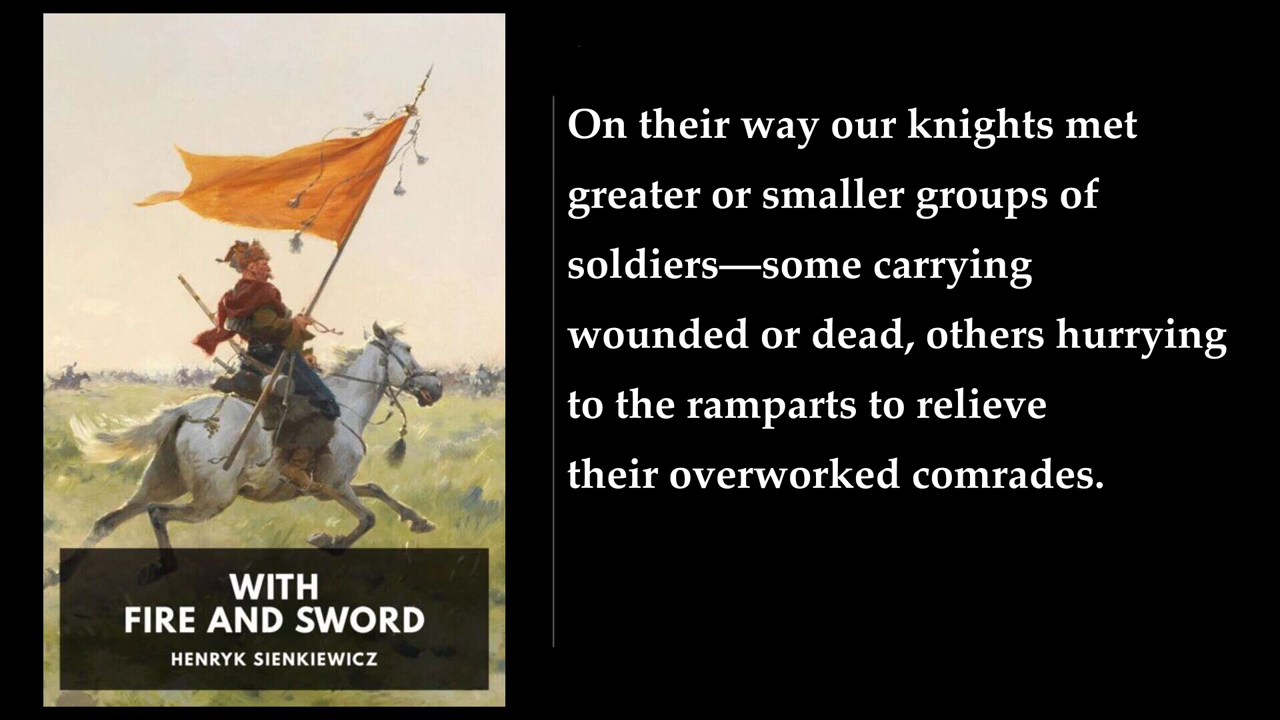 WITH
FIRE AND SWORD
HENRYK SIENKIEWICZ
On their way our knights met
greater or smaller groups of
soldiers—some carrying
wounded or dead, others hurrying
to the ramparts to relieve
their overworked comrades.